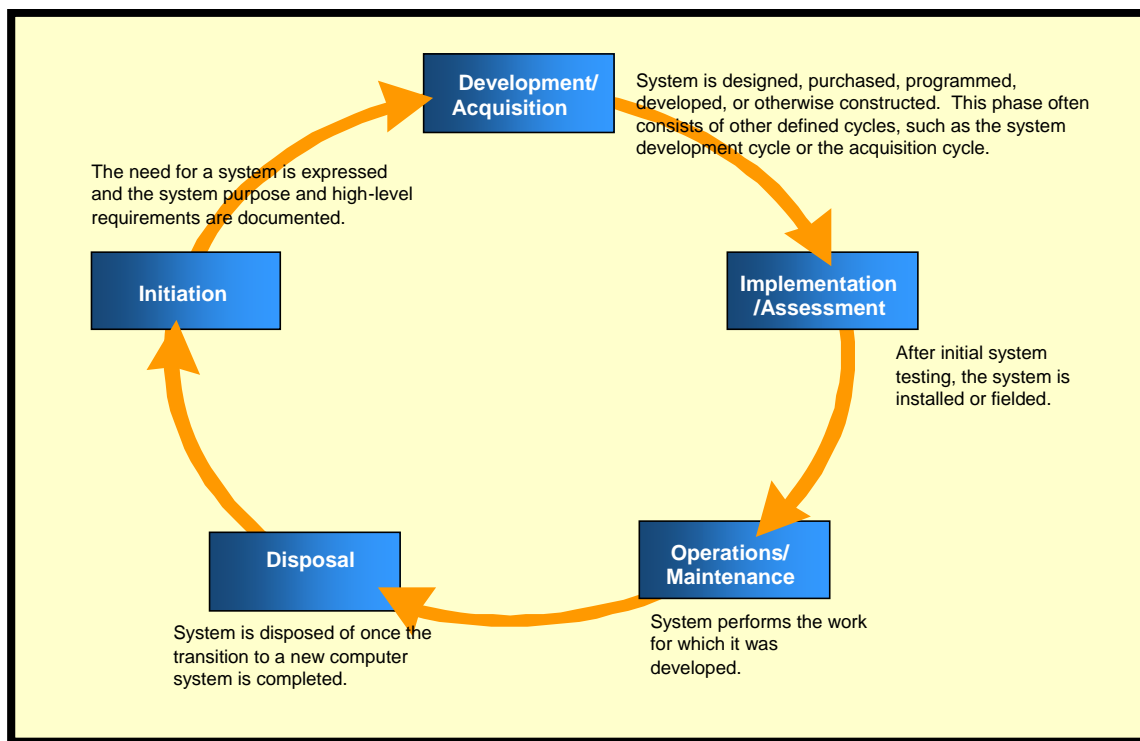 Development/
Acquisition
System is designed, purchased, programmed,
developed, or otherwise constructed. This phase often
consists of other defined cycles, such as the system
development cycle or the acquisition cycle.
The need for a system is expressed
and the system purpose and high-level
requirements are documented.
Initiation
Implementation
/Assessment
After initial system
testing, the system is
installed or fielded.
Disposal
Operations/
Maintenance
System is disposed of once the
transition to a new computer
system is completed.
System performs the work
for which it was
developed.